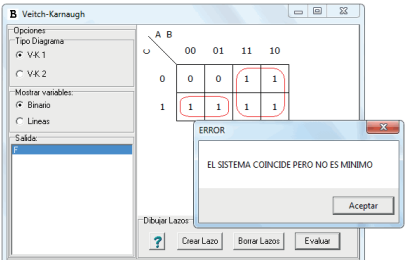 B Veitch-Karnaugh
Opciones
Tipo Diagrama
V-K 1
V-K 2
Mostrar variables:
Binario
Lineas
Salida:
F
A B
C
00 01 11 10
0 0 0 1 1
1 1 1 1 1
ERROR
EL SISTEMA COINCIDE PERO NO ES MINIMO
Aceptar
Dibujar Lazos
? Crear Lazo Borrar Lazos Evaluar